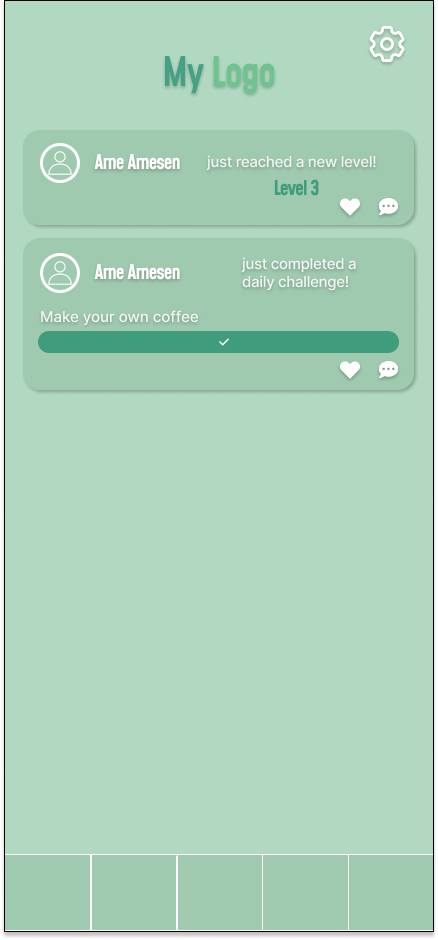 My Logo
Arne Arnesen just reached a new level!
Level 3
Arne Arnesen just completed a
daily challenge!
Make your own coffee